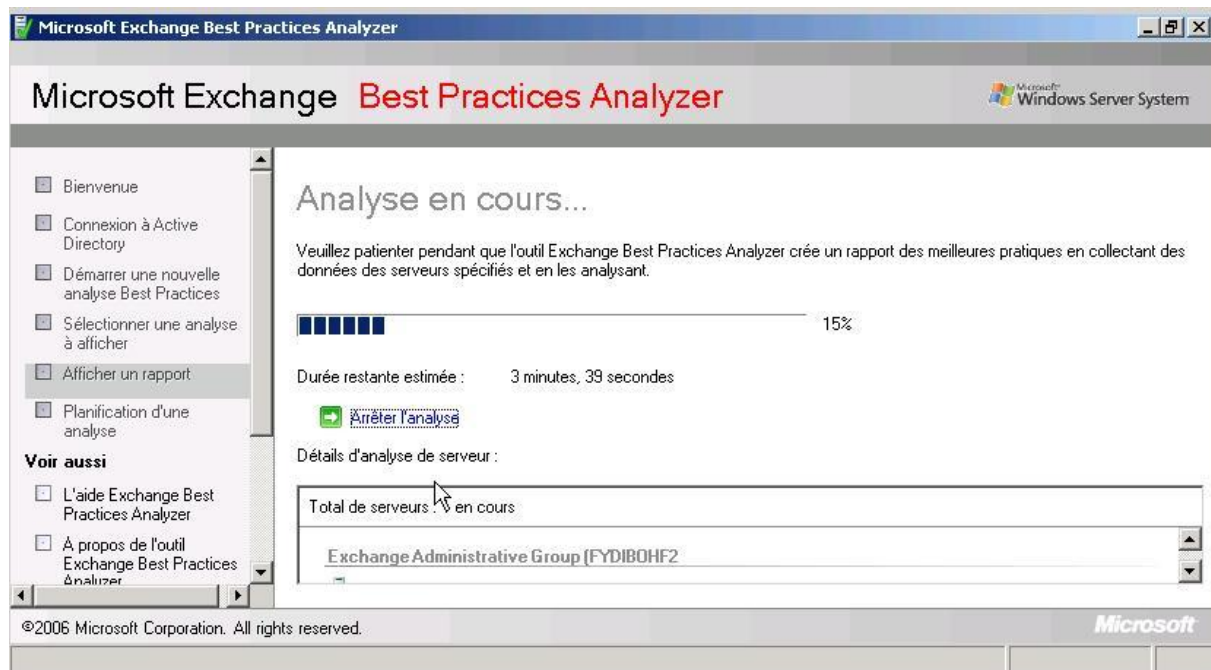 Microsoft Exchange Best Practices Analyzer
Microsoft Exchange Best Practices Analyzer
Microsoft
Windows Server System
Bienvenue
Connexion à Active
Directory
Démarrer une nouvelle
analyse Best Practices
Sélectionner une analyse
à afficher
Afficher un rapport
Planification d'une
analyse
Voir aussi
L'aide Exchange Best
Practices Analyzer
A propos de l'outil
Exchange Best Practices
Analyzer
Analyse en cours...
Veuillez patienter pendant que l'outil Exchange Best Practices Analyzer crée un rapport des meilleures pratiques en collectant des
données des serveurs spécifiés et en les analysant.
15%
Durée restante estimée : 3 minutes, 39 secondes
Arrêter l'analyse
Détails d'analyse de serveur :
Total de serveurs : en cours
Exchange Administrative Group (FYDIBOHF2
©2006 Microsoft Corporation. All rights reserved.
Microsoft